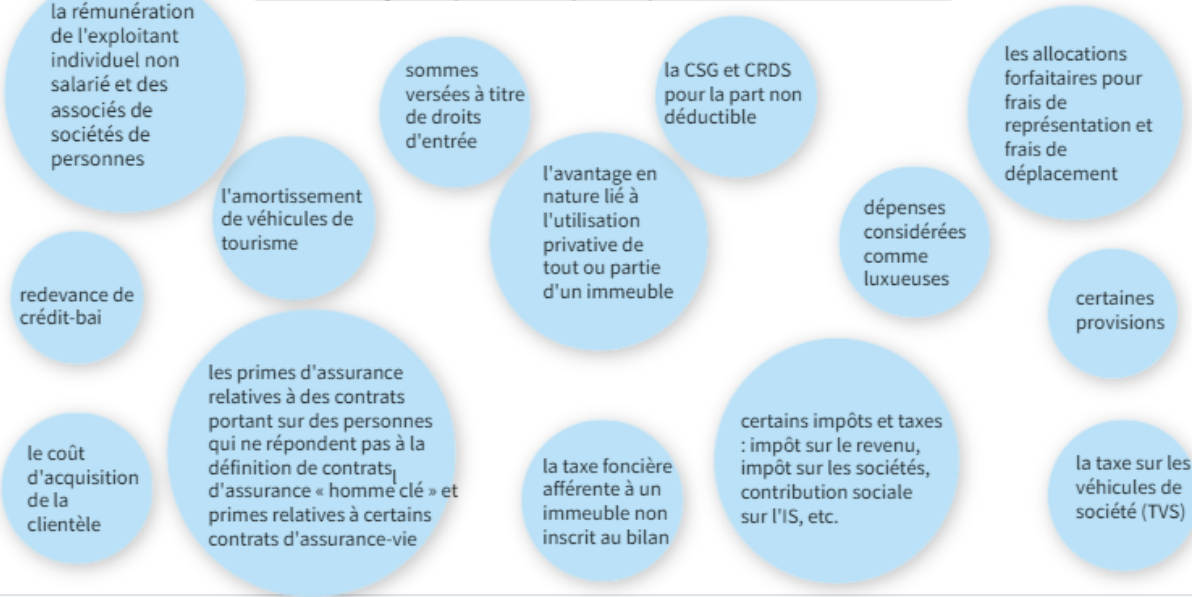 la rémunération
de l'exploitant
individuel non
salarié et des
associés de
sociétés de
personnes
sommes
versées à titre
de droits
d'entrée
la CSG et CRDS
pour la part non
déductible
les allocations
forfaitaires pour
frais de
représentation et
frais de
déplacement
l'amortissement
de véhicules de
tourisme
l'avantage en
nature lié à
l'utilisation
privative de
tout ou partie
d'un immeuble
dépenses
considérées
comme
luxueuses
redevance de
crédit-bai
certaines
provisions
les primes d'assurance
relatives à des contrats
portant sur des personnes
qui ne répondent pas à la
définition de contrats
d'assurance « homme clé » et
primes relatives à certains
contrats d'assurance-vie
certains impôts et taxes
: impôt sur le revenu,
impôt sur les sociétés,
contribution sociale
sur l'IS, etc.
le coût
d'acquisition
de la
clientèle
la taxe foncière
afférente à un
immeuble non
inscrit au bilan
la taxe sur les
véhicules de
société (TVS)